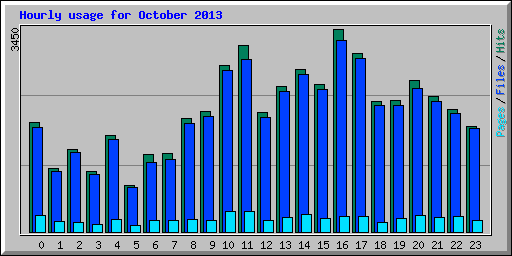 Hourly usage for October 2013
3450
Pages/Files/Hits
0 1 2 3 4 5 6 7 8 9 10 11 12 13 14 15 16 17 18 19 20 21 22 23